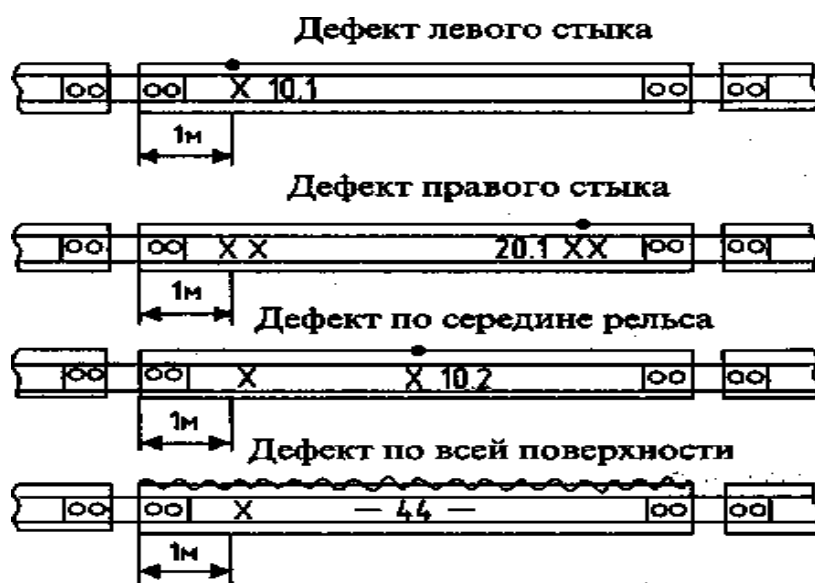 Дефект левого стыка
X 10.1
1м
Дефект правого стыка
X X 20.1 XX
1м
Дефект по середине рельса
X X 10.2
1м
Дефект по всей поверхности
X — 44 —
1м